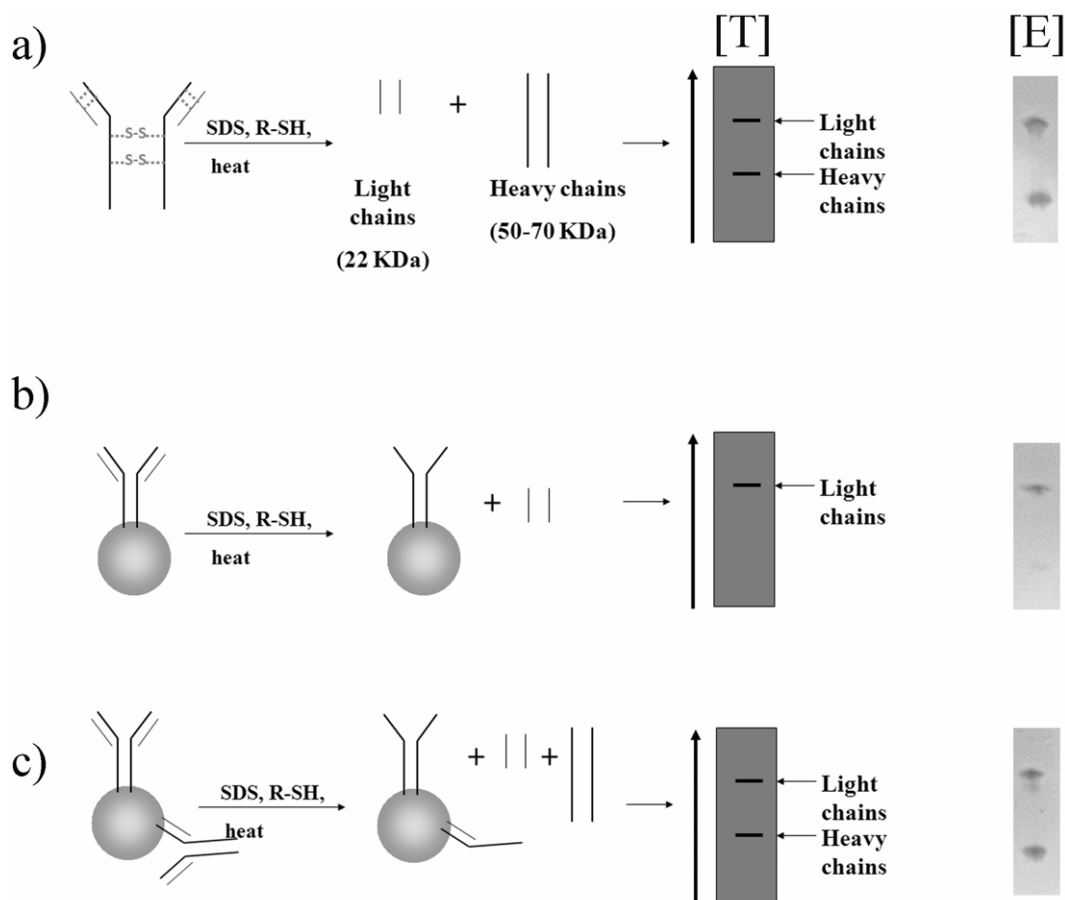 a)
[T]
[E]
S-S
S-S
SDS, R-SH,
heat
+
Light
chains
(22 KDa)
Heavy chains
(50-70 KDa)
Light
chains
Heavy
chains
b)
SDS, R-SH,
heat
+
Light
chains
c)
SDS, R-SH,
heat
+
+
Light
chains
Heavy
chains